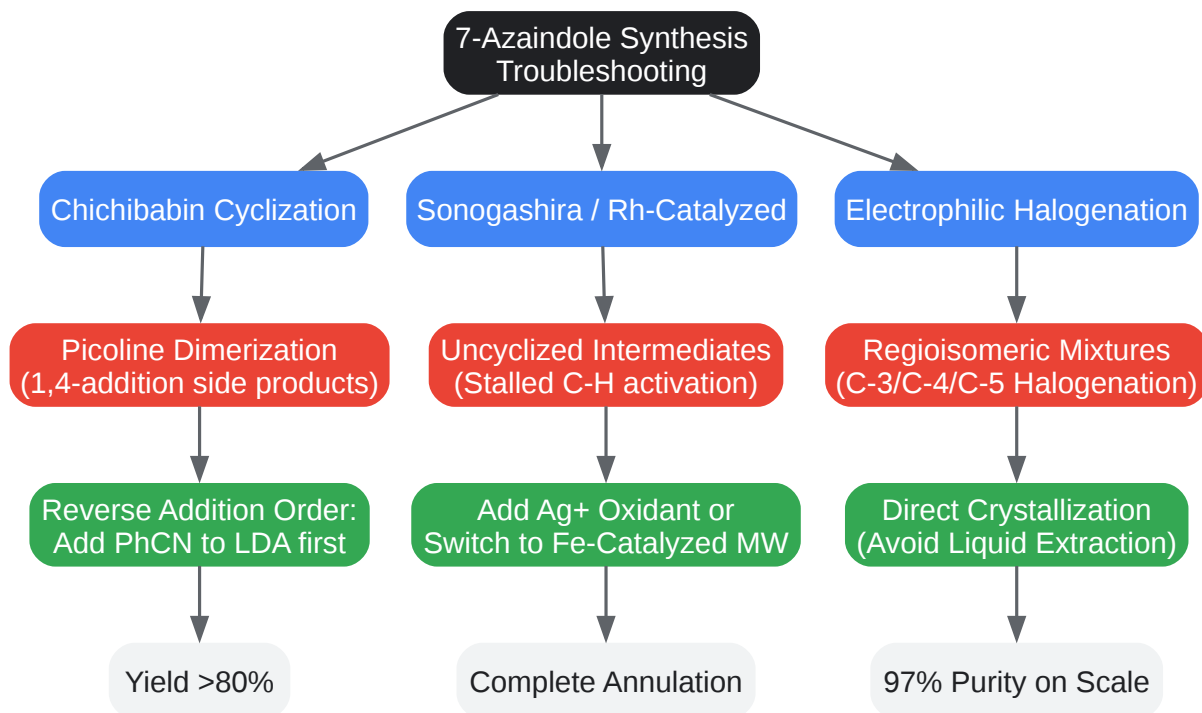 7-Azaindole Synthesis
Troubleshooting
Chichibabin Cyclization
Sonogashira / Rh-Catalyzed
Electrophilic Halogenation
Picoline Dimerization
(1,4-addition side products)
Uncyclized Intermediates
(Stalled C-H activation)
Regioisomeric Mixtures
(C-3/C-4/C-5 Halogenation)
Reverse Addition Order:
Add PhCN to LDA first
Add Ag+ Oxidant or
Switch to Fe-Catalyzed MW
Direct Crystallization
(Avoid Liquid Extraction)
Yield >80%
Complete Annulation
97% Purity on Scale